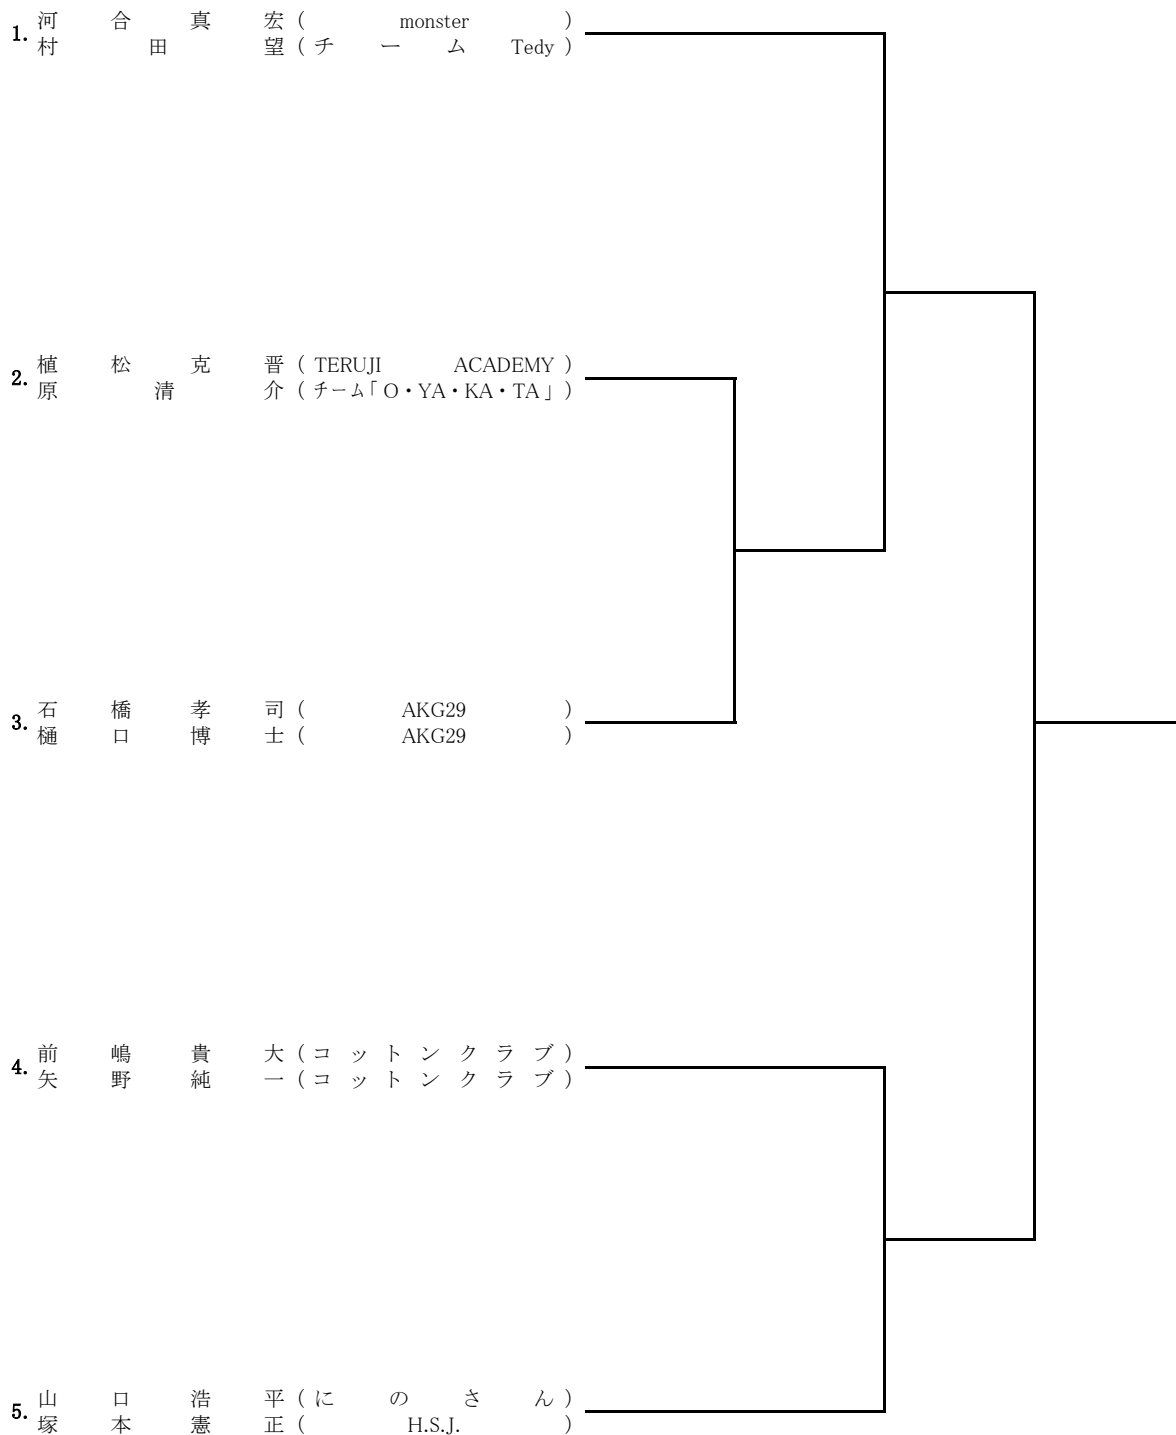 1. 河合真宏(monster)
村田望(チームTedy)
2. 植松克晋(TERUJI ACADEMY)
原清介(チーム「O・YA・KA・TA」)
3. 石橋孝司(AKG29)
樋口博士(AKG29)
4. 前嶋貴大(コットンクラブ)
矢野純一(コットンクラブ)
5. 山口浩平(にのさん)
塚本憲正(H.S.J.)